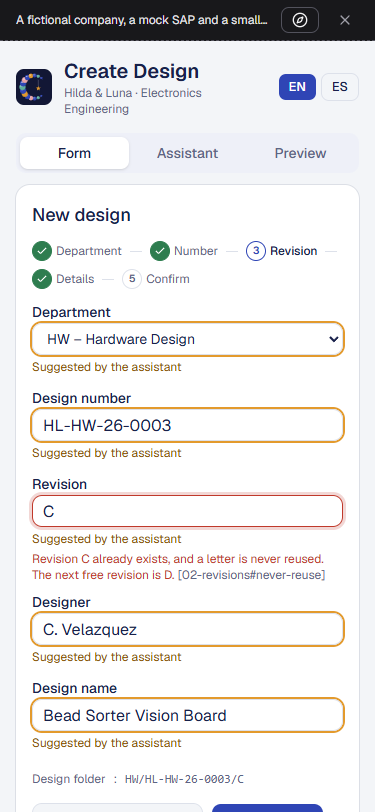 A fictional company, a mock SAP and a small…
Create Design
Hilda & Luna · Electronics
Engineering
EN
ES
Form
Assistant
Preview
New design
Department
Number
3 Revision
Details
5 Confirm
Department
HW – Hardware Design
Suggested by the assistant
Design number
HL-HW-26-0003
Suggested by the assistant
Revision
C
Suggested by the assistant
Revision C already exists, and a letter is never reused.
The next free revision is D. [02-revisions#never-reuse]
Designer
C. Velazquez
Suggested by the assistant
Design name
Bead Sorter Vision Board
Suggested by the assistant
Design folder : HW/HL-HW-26-0003/C